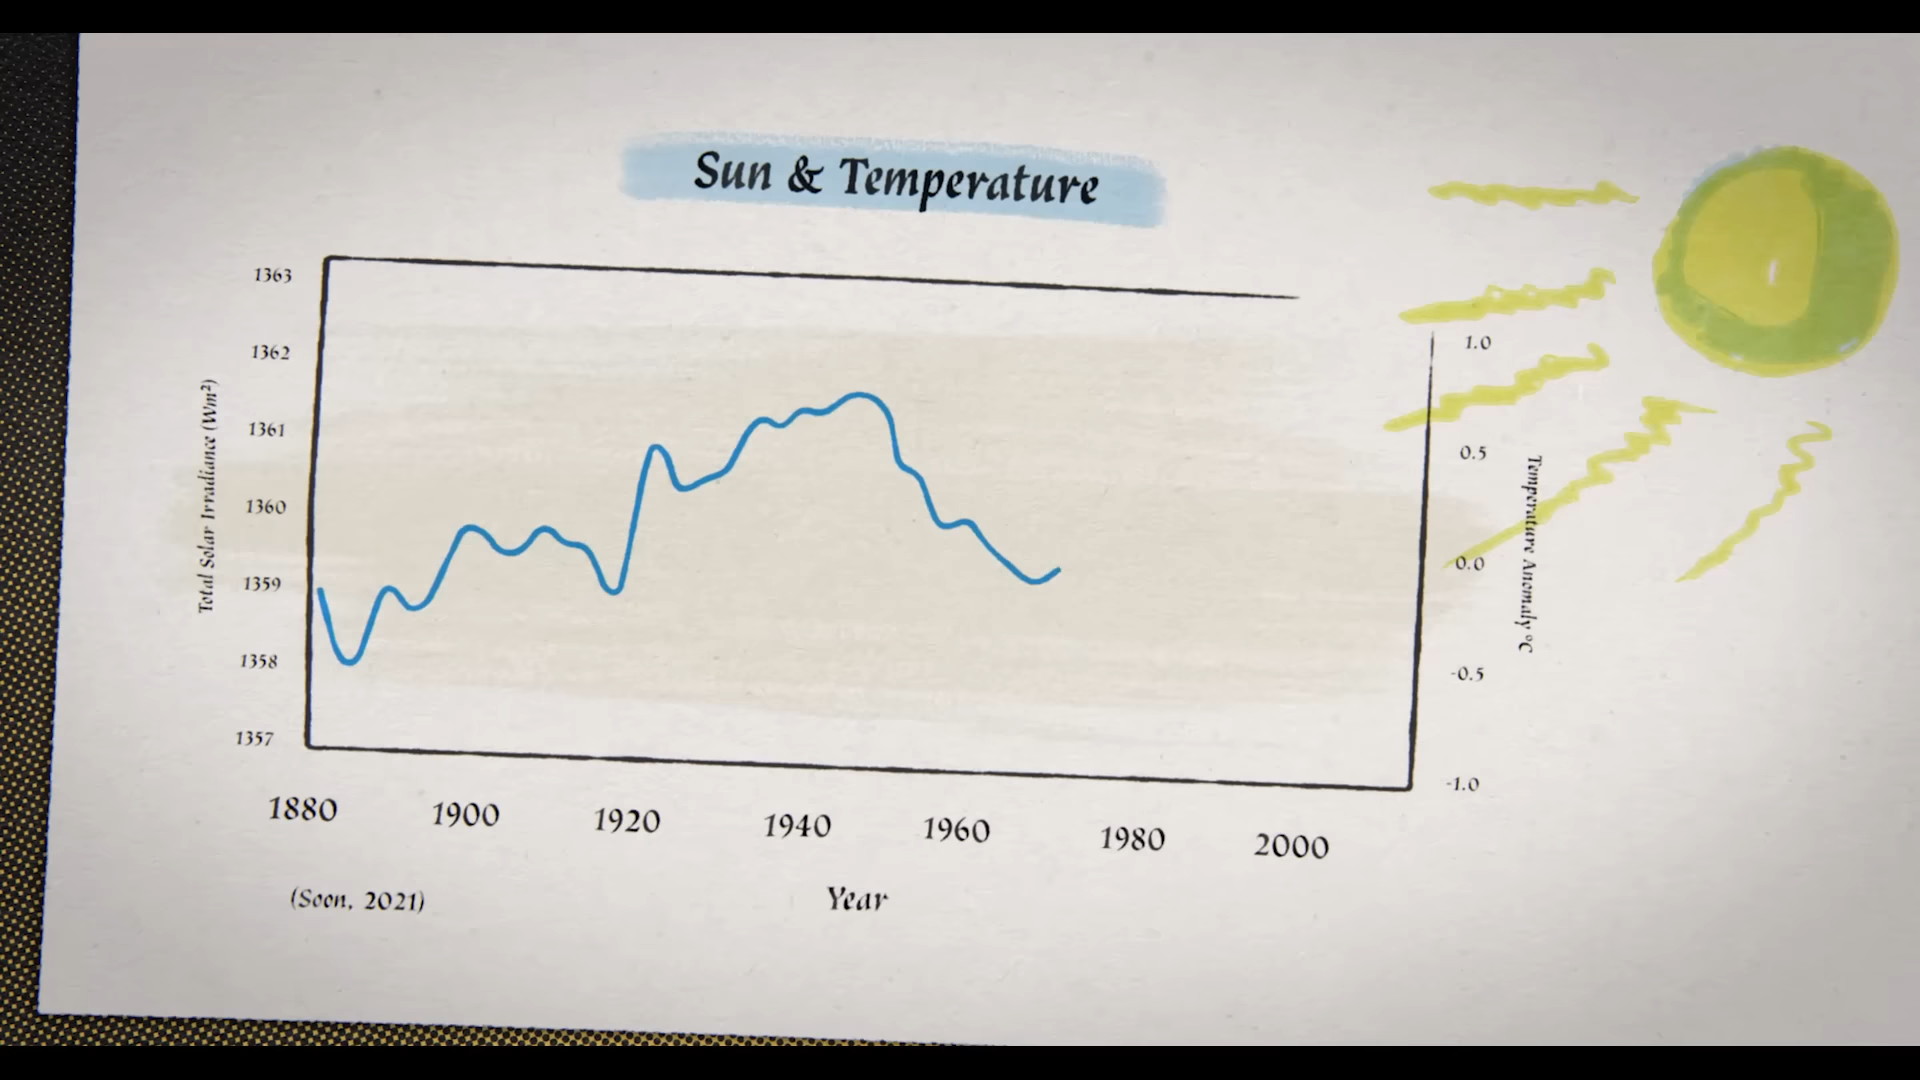 Sun & Temperature
1363
1362
1361
1360
1359
1358
1357
Total Solar Irradiance (Wm²)
1.0
0.5
0.0
-0.5
-1.0
Temperature Anomaly °C
1880 1900 1920 1940 1960 1980 2000
(Soon, 2021)
Year